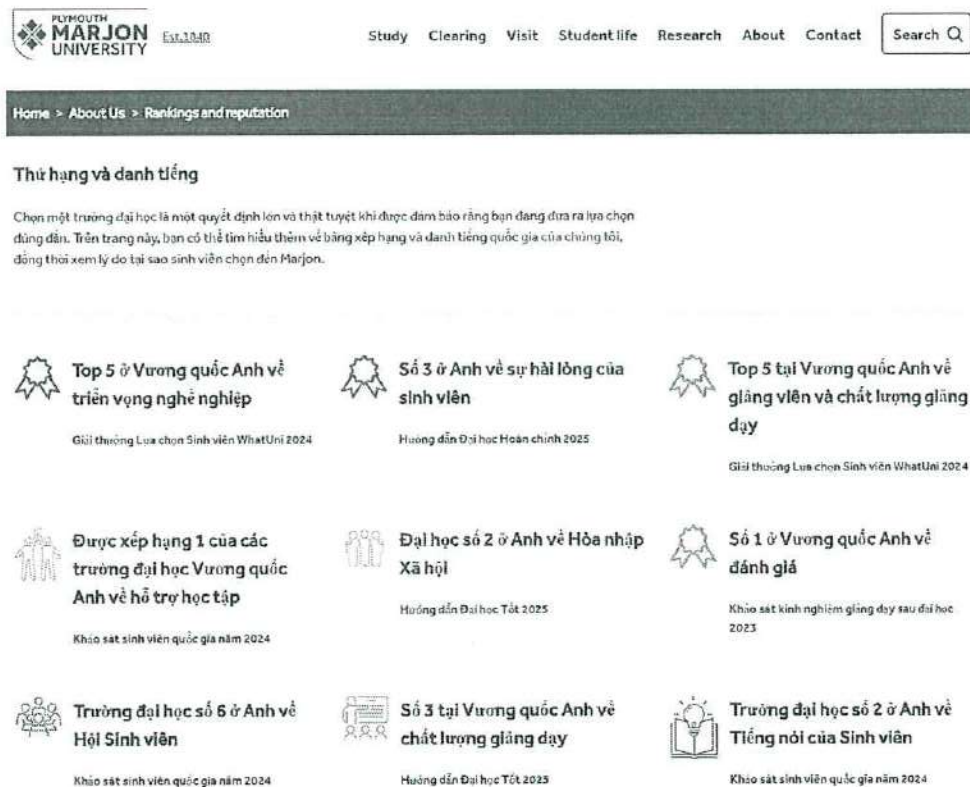 PLYMOUTH
MARJON
UNIVERSITY
Est.1840
Study Clearing Visit Student life Research About Contact Search
Home > About Us > Rankings and reputation
Thứ hạng và danh tiếng
Chọn một trường đại học là một quyết định lớn và thật tuyệt khi được đảm bảo rằng bạn đang đưa ra lựa chọn
đúng đắn. Trên trang này, bạn có thể tìm hiểu thêm về bảng xếp hạng và danh tiếng quốc gia của chúng tôi,
đồng thời xem lý do tại sao sinh viên chọn đến Marjon.
Top 5 ở Vương quốc Anh về
triển vọng nghề nghiệp
Giải thưởng Lựa chọn Sinh viên WhatUni 2024
Số 3 ở Anh về sự hài lòng của
sinh viên
Hướng dẫn Đại học Hoàn chỉnh 2025
Top 5 tại Vương quốc Anh về
giảng viên và chất lượng giảng
dạy
Giải thưởng Lựa chọn Sinh viên WhatUni 2024
Được xếp hạng 1 của các
trường đại học Vương quốc
Anh về hỗ trợ học tập
Khảo sát sinh viên quốc gia năm 2024
Đại học số 2 ở Anh về Hòa nhập
Xã hội
Hướng dẫn Đại học Tốt 2025
Số 1 ở Vương quốc Anh về
đánh giá
Khảo sát kinh nghiệm giảng dạy sau đại học
2023
Trường đại học số 6 ở Anh về
Hội Sinh viên
Khảo sát sinh viên quốc gia năm 2024
Số 3 tại Vương quốc Anh về
chất lượng giảng dạy
Hướng dẫn Đại học Tốt 2025
Trường đại học số 2 ở Anh về
Tiếng nói của Sinh viên
Khảo sát sinh viên quốc gia năm 2024